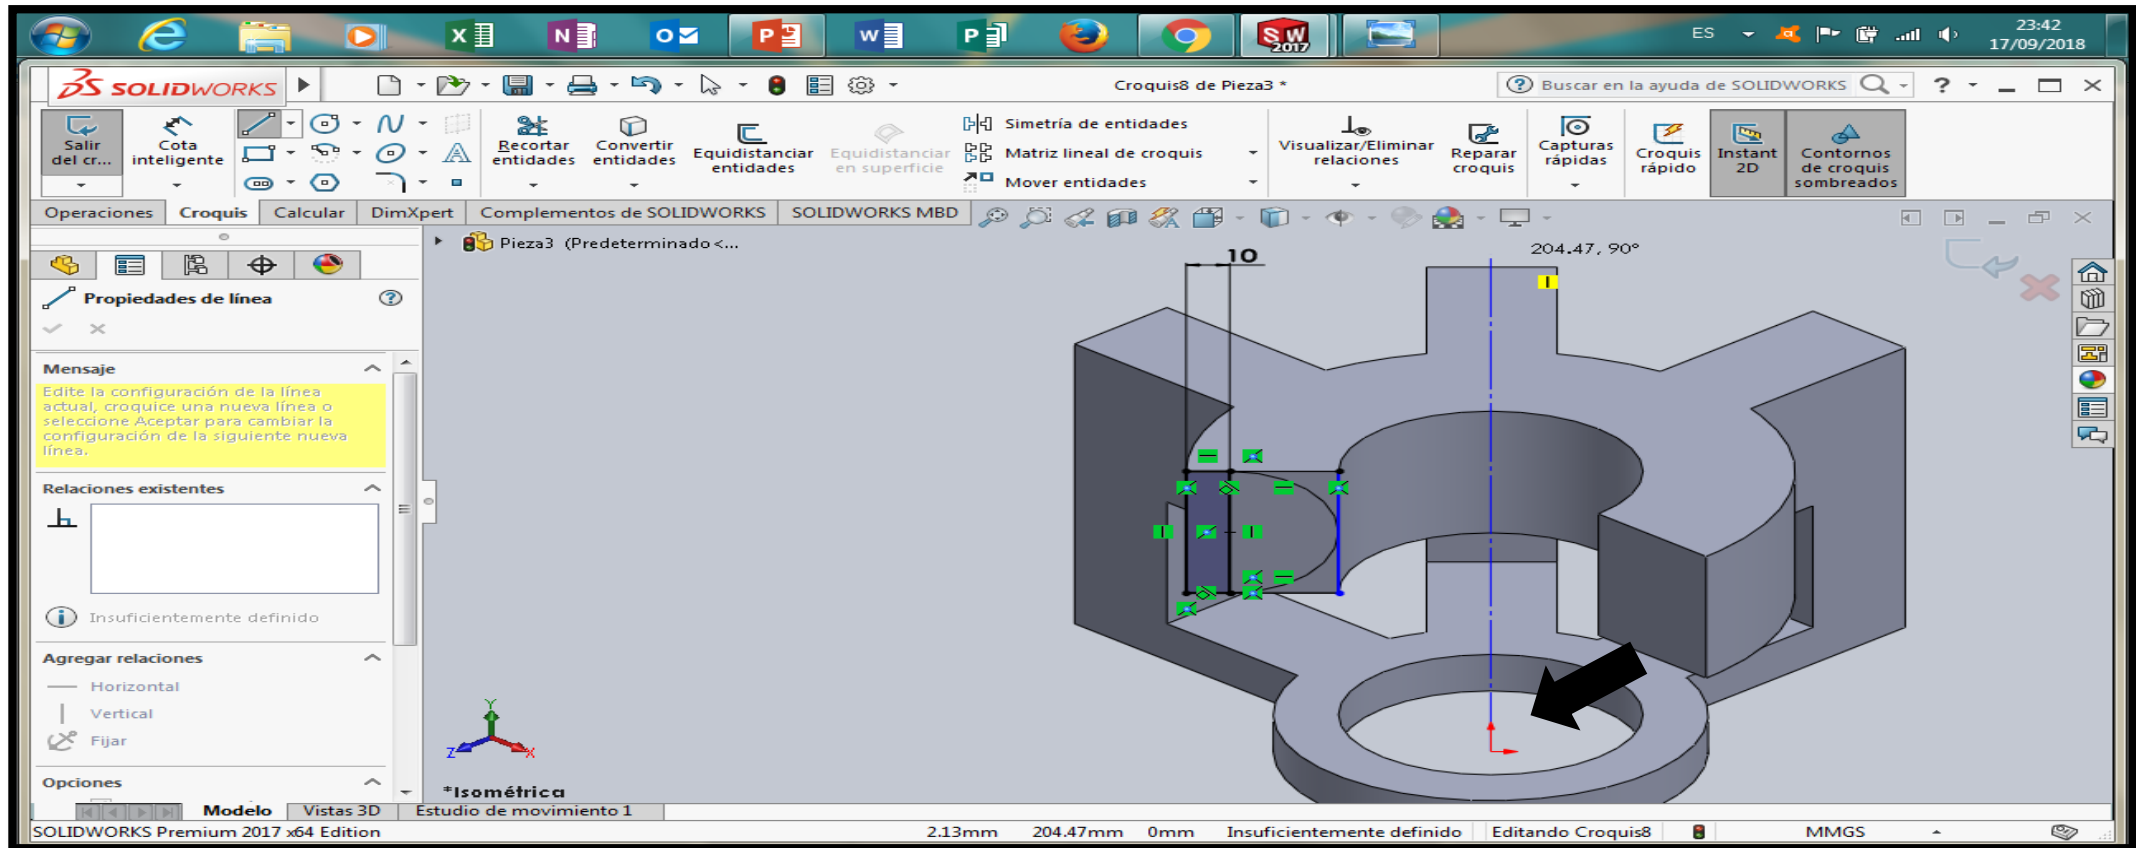 ES
23:42
17/09/2018
SW
2017
SOLIDWORKS
Croquis8 de Pieza3 *
Buscar en la ayuda de SOLIDWORKS
Salir
del cr...
Cota
inteligente
Recortar
entidades
Convertir
entidades
Equidistanciar
entidades
Equidistanciar
en superficie
Simetría de entidades
Matriz lineal de croquis
Mover entidades
Visualizar/Eliminar
relaciones
Reparar
croquis
Capturas
rápidas
Croquis
rápido
Instant
2D
Contornos
de croquis
sombreados
Operaciones Croquis Calcular DimXpert Complementos de SOLIDWORKS SOLIDWORKS MBD
Pieza3 (Predeterminado<...
Propiedades de línea
Mensaje
Edite la configuración de la línea
actual, croquice una nueva línea o
seleccione Aceptar para cambiar la
configuración de la siguiente nueva
línea.
Relaciones existentes
Insuficientemente definido
Agregar relaciones
Horizontal
Vertical
Fijar
Opciones
10
204.47, 90°
Y
Z
X
*Isométrica
Modelo Vistas 3D Estudio de movimiento 1
SOLIDWORKS Premium 2017 x64 Edition
2.13mm 204.47mm 0mm Insuficientemente definido Editando Croquis8 MMGS